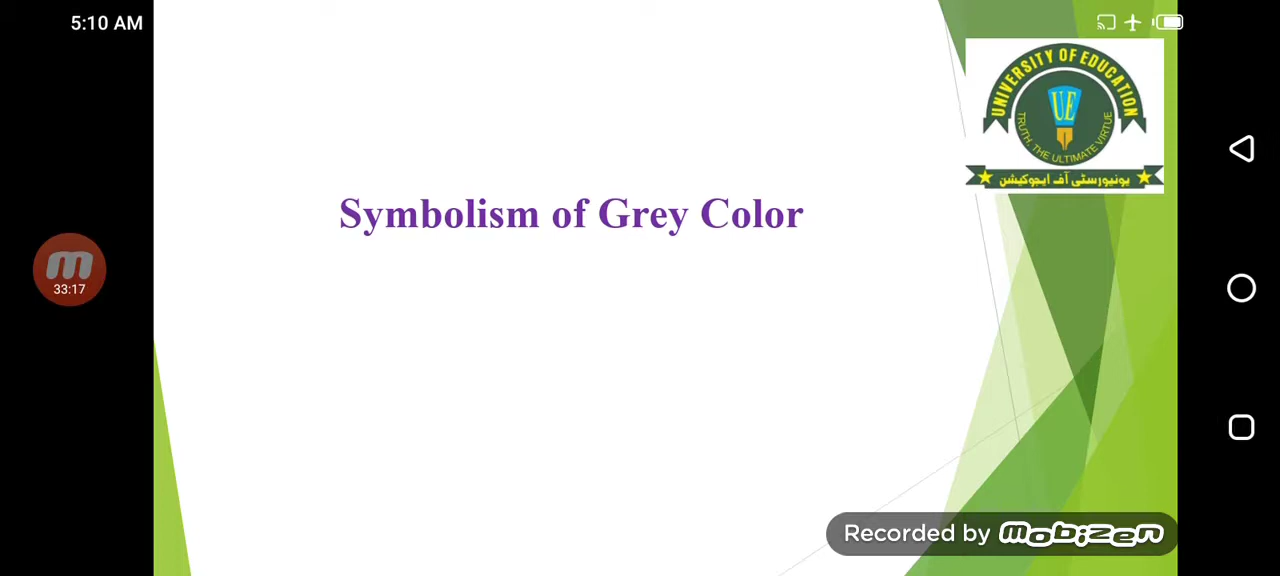 5:10 AM
UNIVERSITY OF EDUCATION
UE
TRUTH, THE ULTIMATE VIRTUE
یونیورسٹی آف ایجوکیشن
Symbolism of Grey Color
m
33:17
Recorded by mobizen